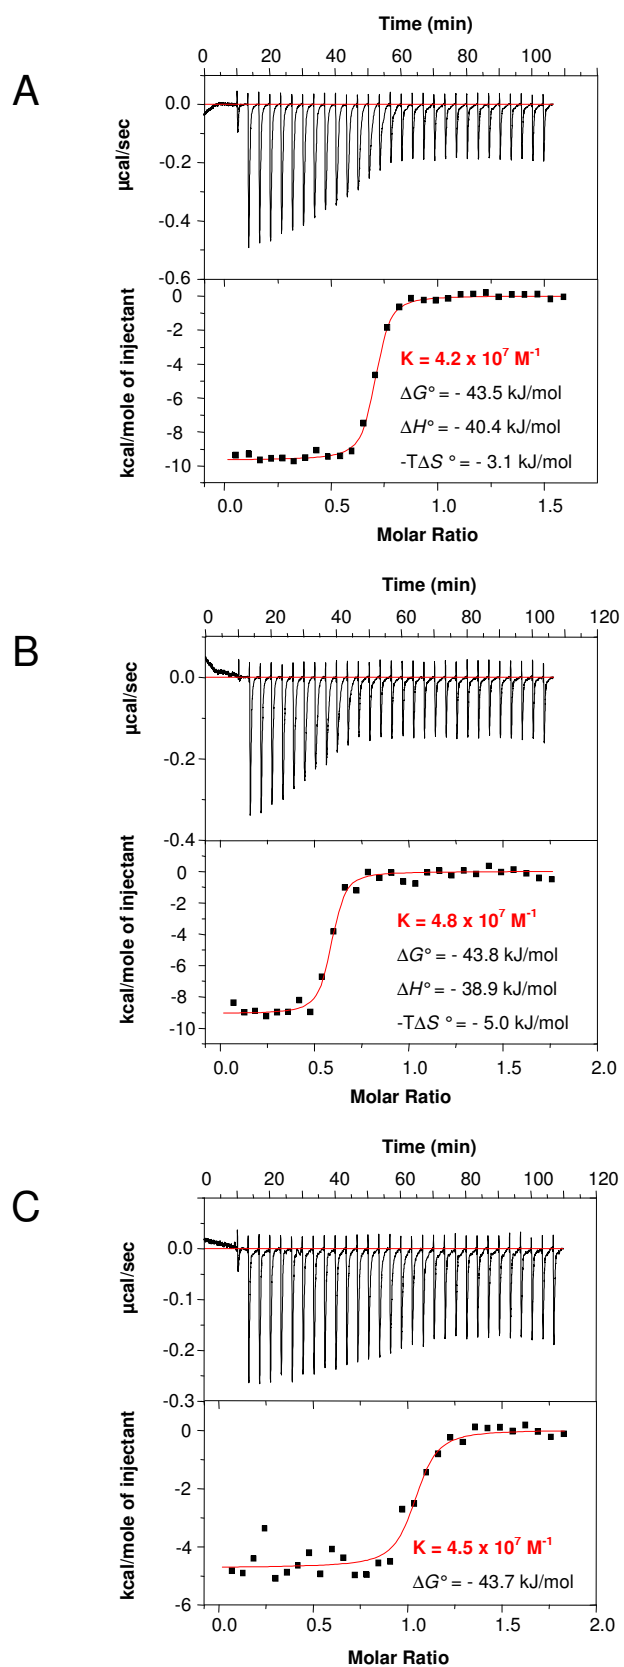 Time (min)
0 20 40 60 80 100
A
0.0
-0.2
-0.4
-0.6
µcal/sec
0
-2
-4
-6
-8
-10
kcal/mole of injectant
K = 4.2 x 10⁷ M⁻¹
ΔG° = - 43.5 kJ/mol
ΔH° = - 40.4 kJ/mol
-TΔS ° = - 3.1 kJ/mol
0.0 0.5 1.0 1.5
Molar Ratio
Time (min)
0 20 40 60 80 100 120
B
0.0
-0.2
-0.4
µcal/sec
0
-2
-4
-6
-8
-10
kcal/mole of injectant
K = 4.8 x 10⁷ M⁻¹
ΔG° = - 43.8 kJ/mol
ΔH° = - 38.9 kJ/mol
-TΔS ° = - 5.0 kJ/mol
0.0 0.5 1.0 1.5 2.0
Molar Ratio
Time (min)
0 20 40 60 80 100 120
C
0.0
-0.1
-0.2
-0.3
µcal/sec
0
-2
-4
-6
kcal/mole of injectant
K = 4.5 x 10⁷ M⁻¹
ΔG° = - 43.7 kJ/mol
0.0 0.5 1.0 1.5 2.0
Molar Ratio